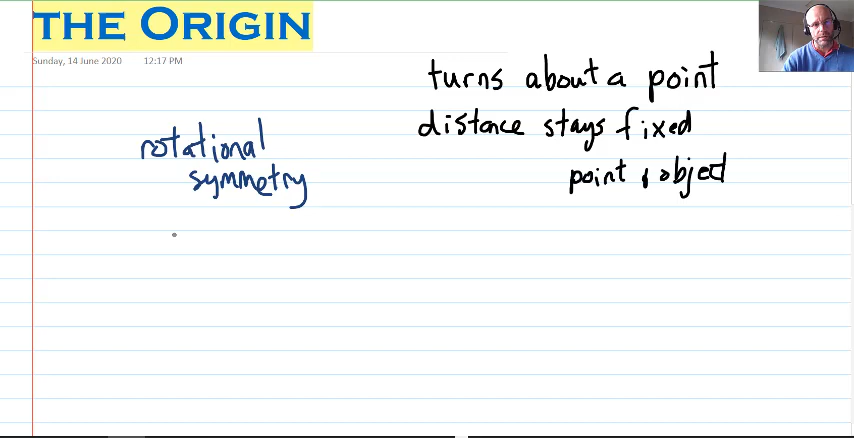 THE ORIGIN
Sunday, 14 June 2020 12:17 PM
turns about a point
distance stays fixed
point & object
rotational
symmetry